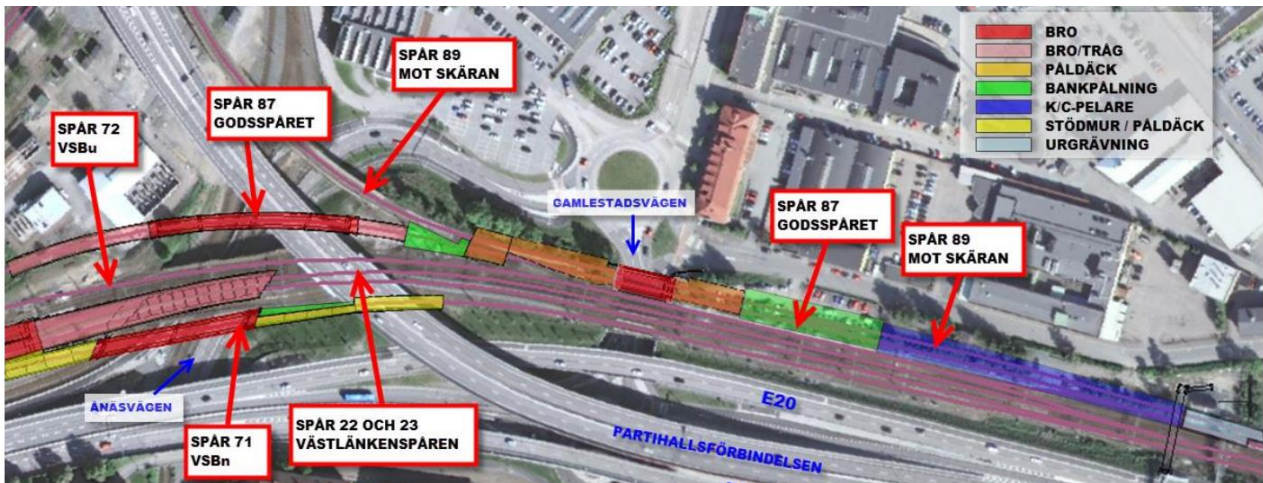 BRO
BRO/TRÅG
PÅLDÄCK
BANKPÅLNING
K/C-PELARE
STÖDMUR / PÅLDÄCK
URGRÄVNING
SPÅR 89
MOT SKÄRAN
SPÅR 87
GODSSPÅRET
SPÅR 72
VSBu
GAMLESTADSVÄGEN
SPÅR 87
GODSSPÅRET
SPÅR 89
MOT SKÄRAN
ÅNÄSVÄGEN
SPÅR 71
VSBn
SPÅR 22 OCH 23
VÄSTLÄNKENSPÅREN
E20
PARTIHALLSFÖRBINDELSEN